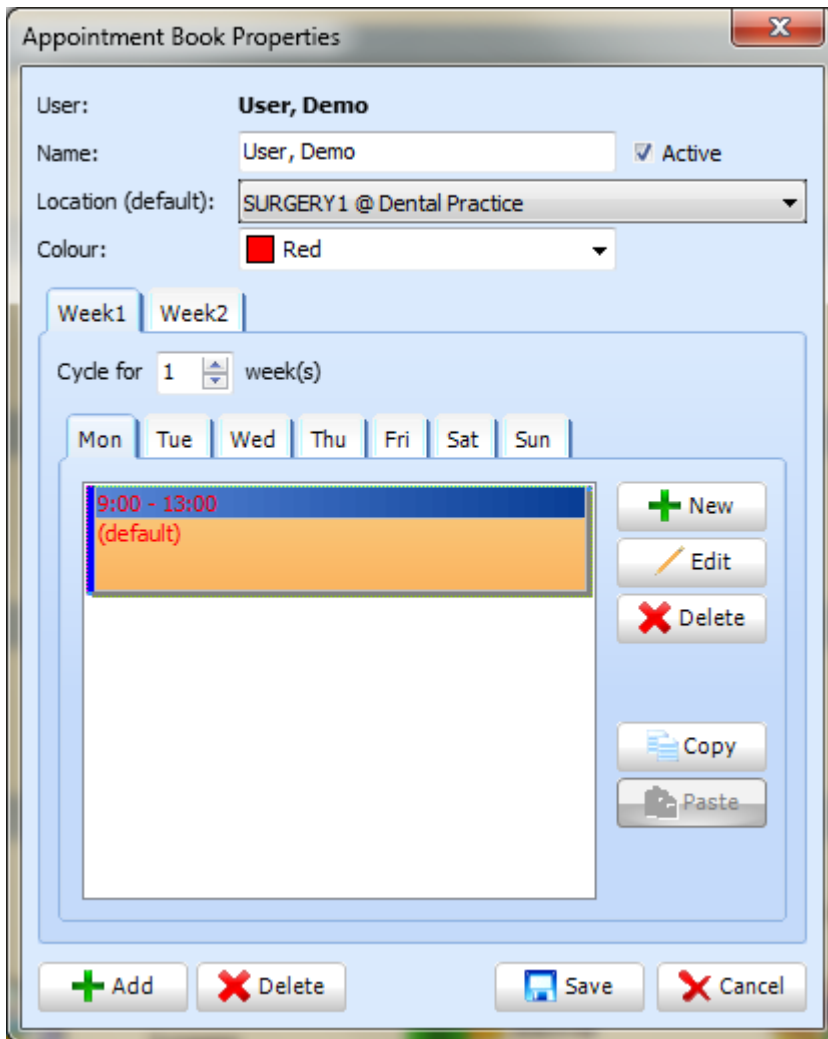 Appointment Book Properties
User: User, Demo
Name: User, Demo Active
Location (default): SURGERY1 @ Dental Practice
Colour: Red
Week1 Week2
Cycle for 1 week(s)
Mon Tue Wed Thu Fri Sat Sun
9:00 - 13:00
(default)
New
Edit
Delete
Copy
Paste
Add Delete Save Cancel